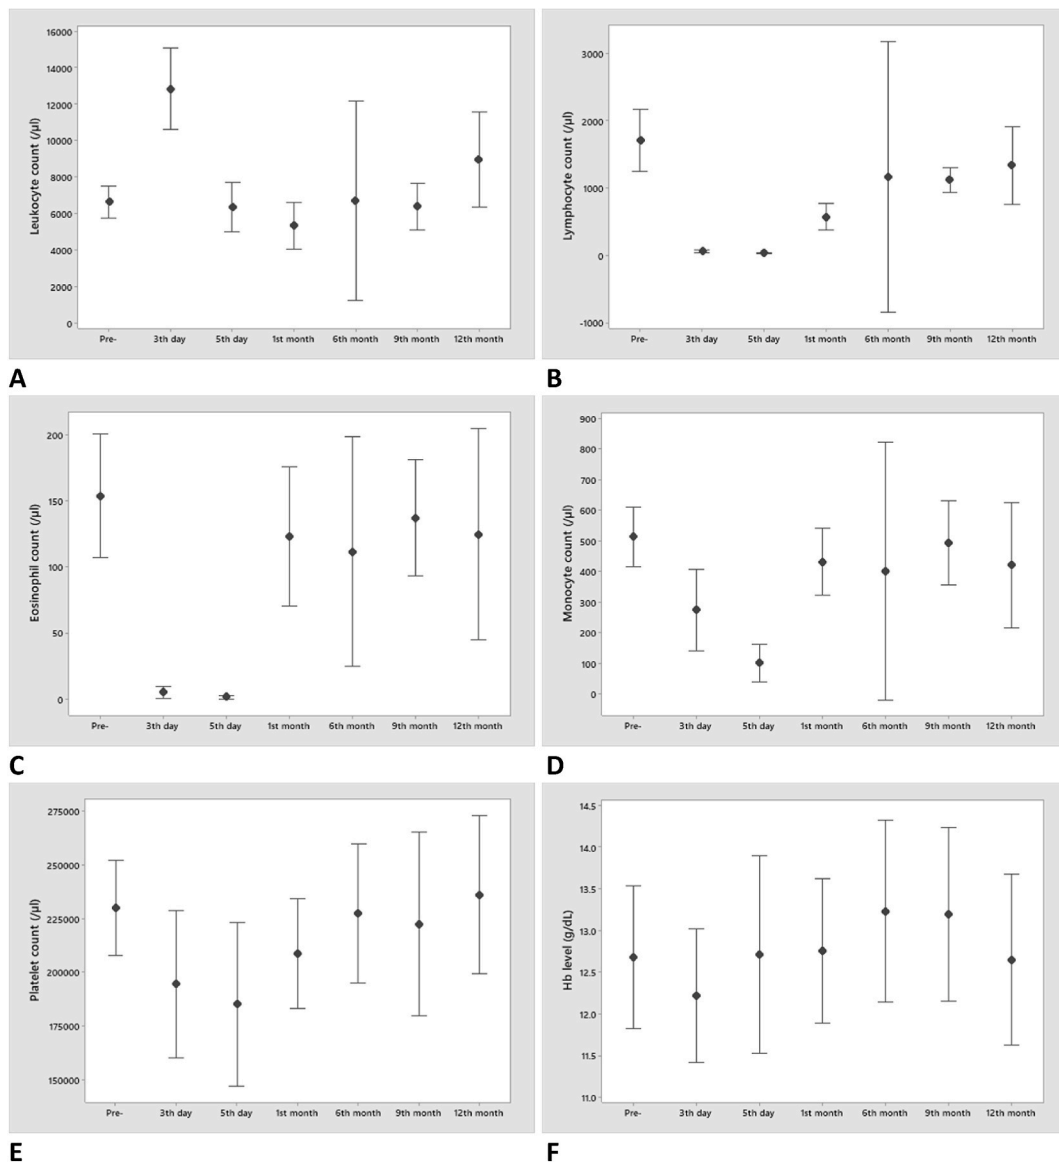 Leukocyte count (/µl)
16000
14000
12000
10000
8000
6000
4000
2000
0
Pre- 3th day 5th day 1st month 6th month 9th month 12th month
A
Lymphocyte count (/µl)
3000
2000
1000
0
-1000
Pre- 3th day 5th day 1st month 6th month 9th month 12th month
B
Eosinophil count (/µl)
200
150
100
50
0
Pre- 3th day 5th day 1st month 6th month 9th month 12th month
C
Monocyte count (/µl)
900
800
700
600
500
400
300
200
100
0
Pre- 3th day 5th day 1st month 6th month 9th month 12th month
D
Platelet count (/µl)
275000
250000
225000
200000
175000
150000
Pre- 3th day 5th day 1st month 6th month 9th month 12th month
E
Hb level (g/dL)
14.5
14.0
13.5
13.0
12.5
12.0
11.5
11.0
Pre- 3th day 5th day 1st month 6th month 9th month 12th month
F